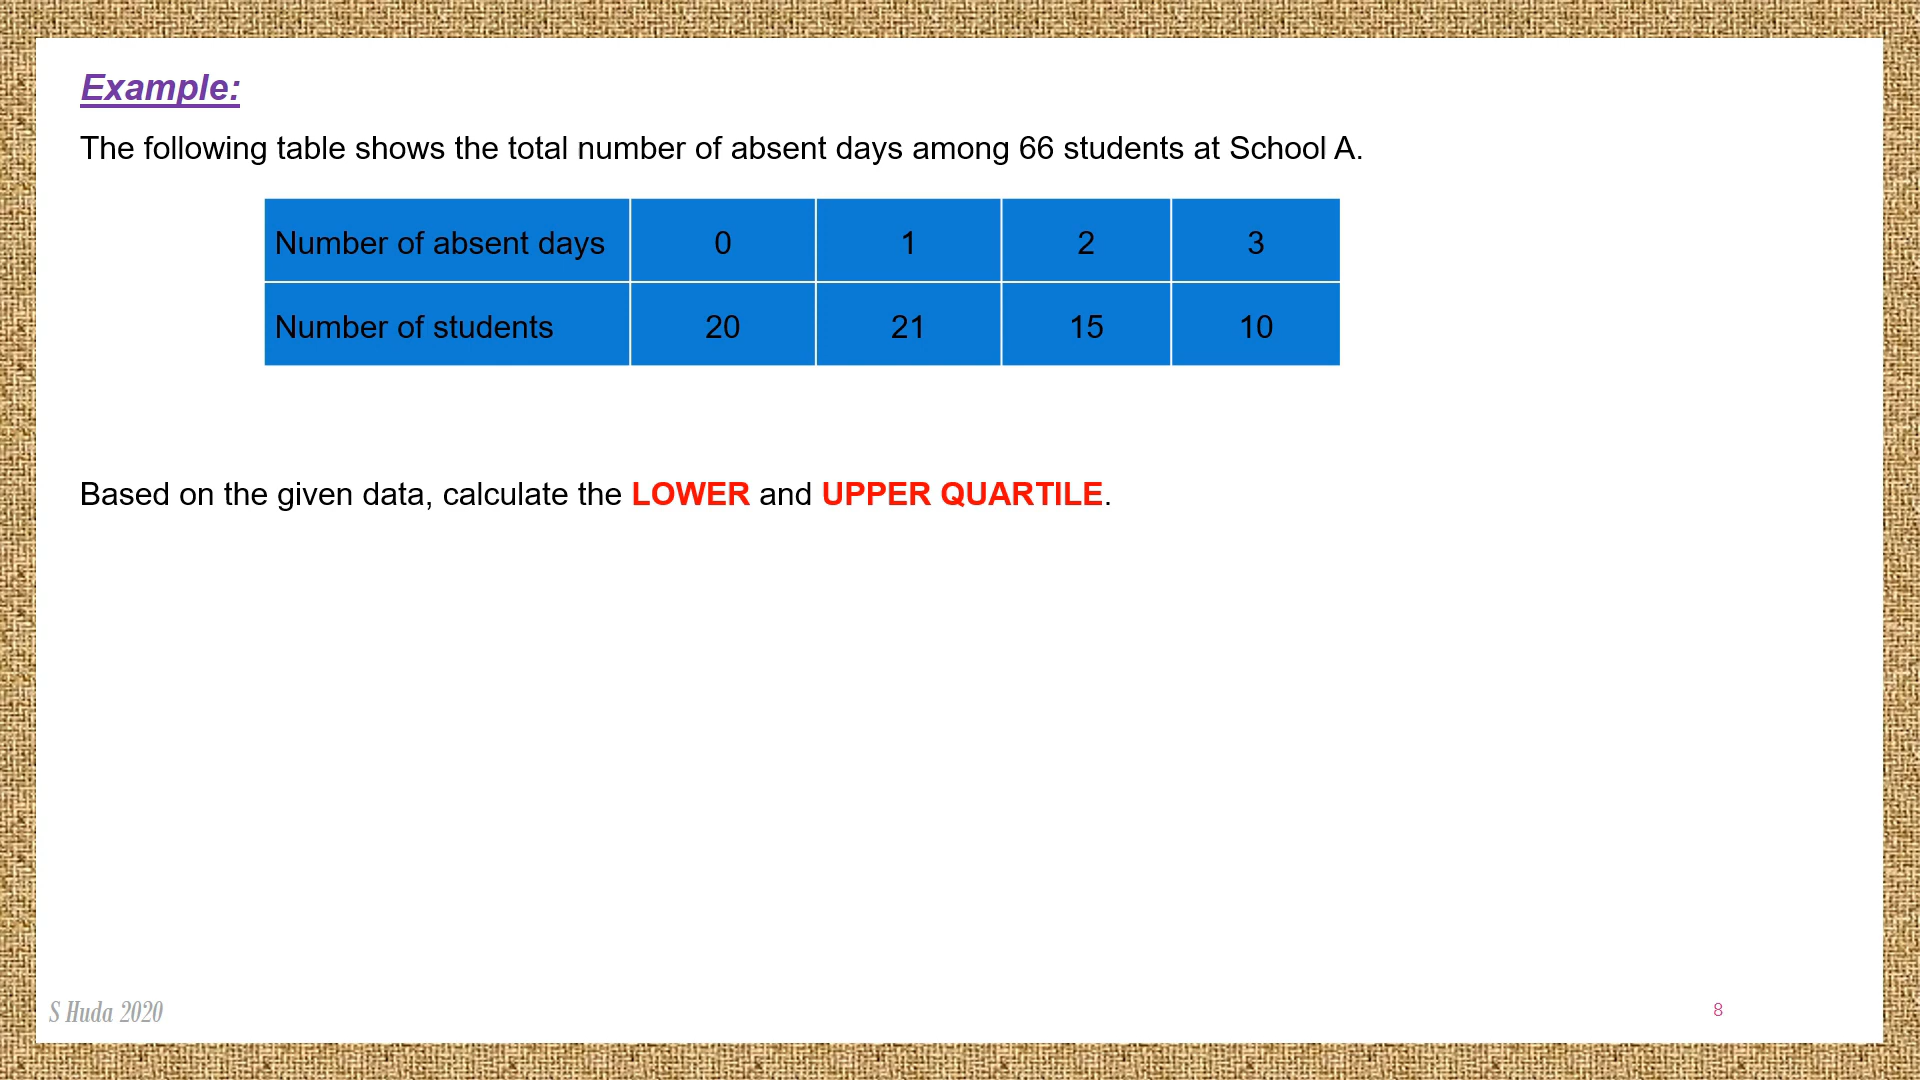 Example:
The following table shows the total number of absent days among 66 students at School A.
Number of absent days 0 1 2 3
Number of students 20 21 15 10
Based on the given data, calculate the LOWER and UPPER QUARTILE.
S Huda 2020
8